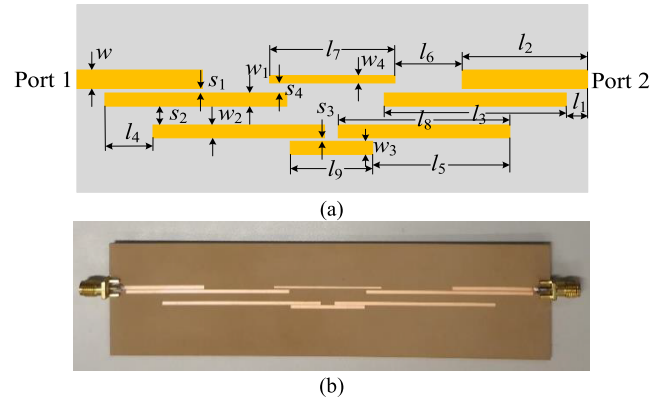 l7 l6 l2
w w4
Port 1 s1 w1 s4 Port 2
s2 w2 s3 l8 l3 l1
l4 w3 l5
l9
(a)
(b)